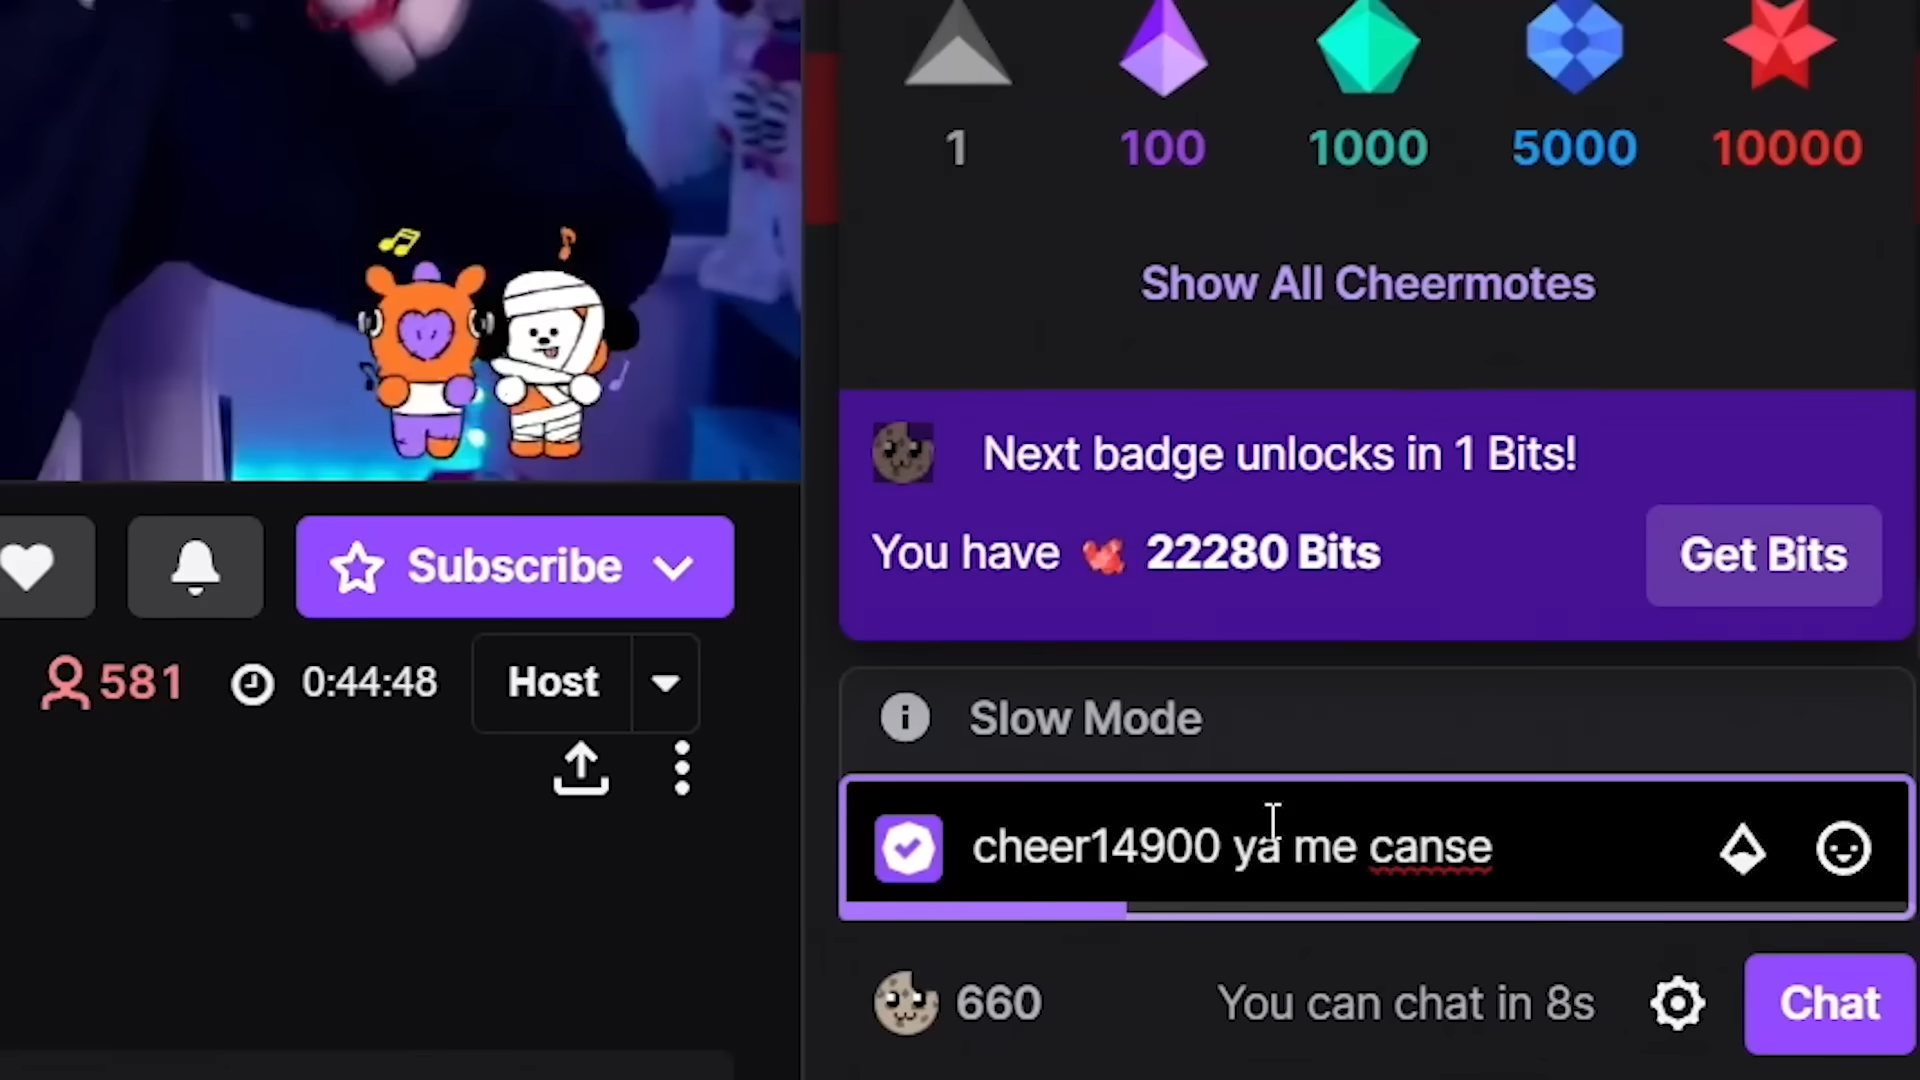 1 100 1000 5000 10000
Show All Cheermotes
Next badge unlocks in 1 Bits!
You have 22280 Bits
Get Bits
Subscribe
581 0:44:48 Host
Slow Mode
cheer14900 ya me canse
660 You can chat in 8s
Chat